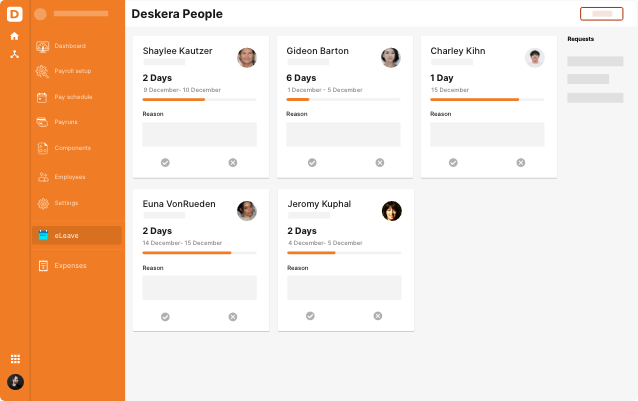 D
Deskera People
Dashboard
Payroll setup
Pay schedule
Payruns
Components
Employees
Settings
eLeave
Expenses
Shaylee Kautzer
2 Days
9 December- 10 December
Reason
Gideon Barton
6 Days
1 December - 5 December
Reason
Charley Kihn
1 Day
15 December
Reason
Requests
Euna VonRueden
2 Days
14 December- 15 December
Reason
Jeromy Kuphal
2 Days
4 December- 5 December
Reason